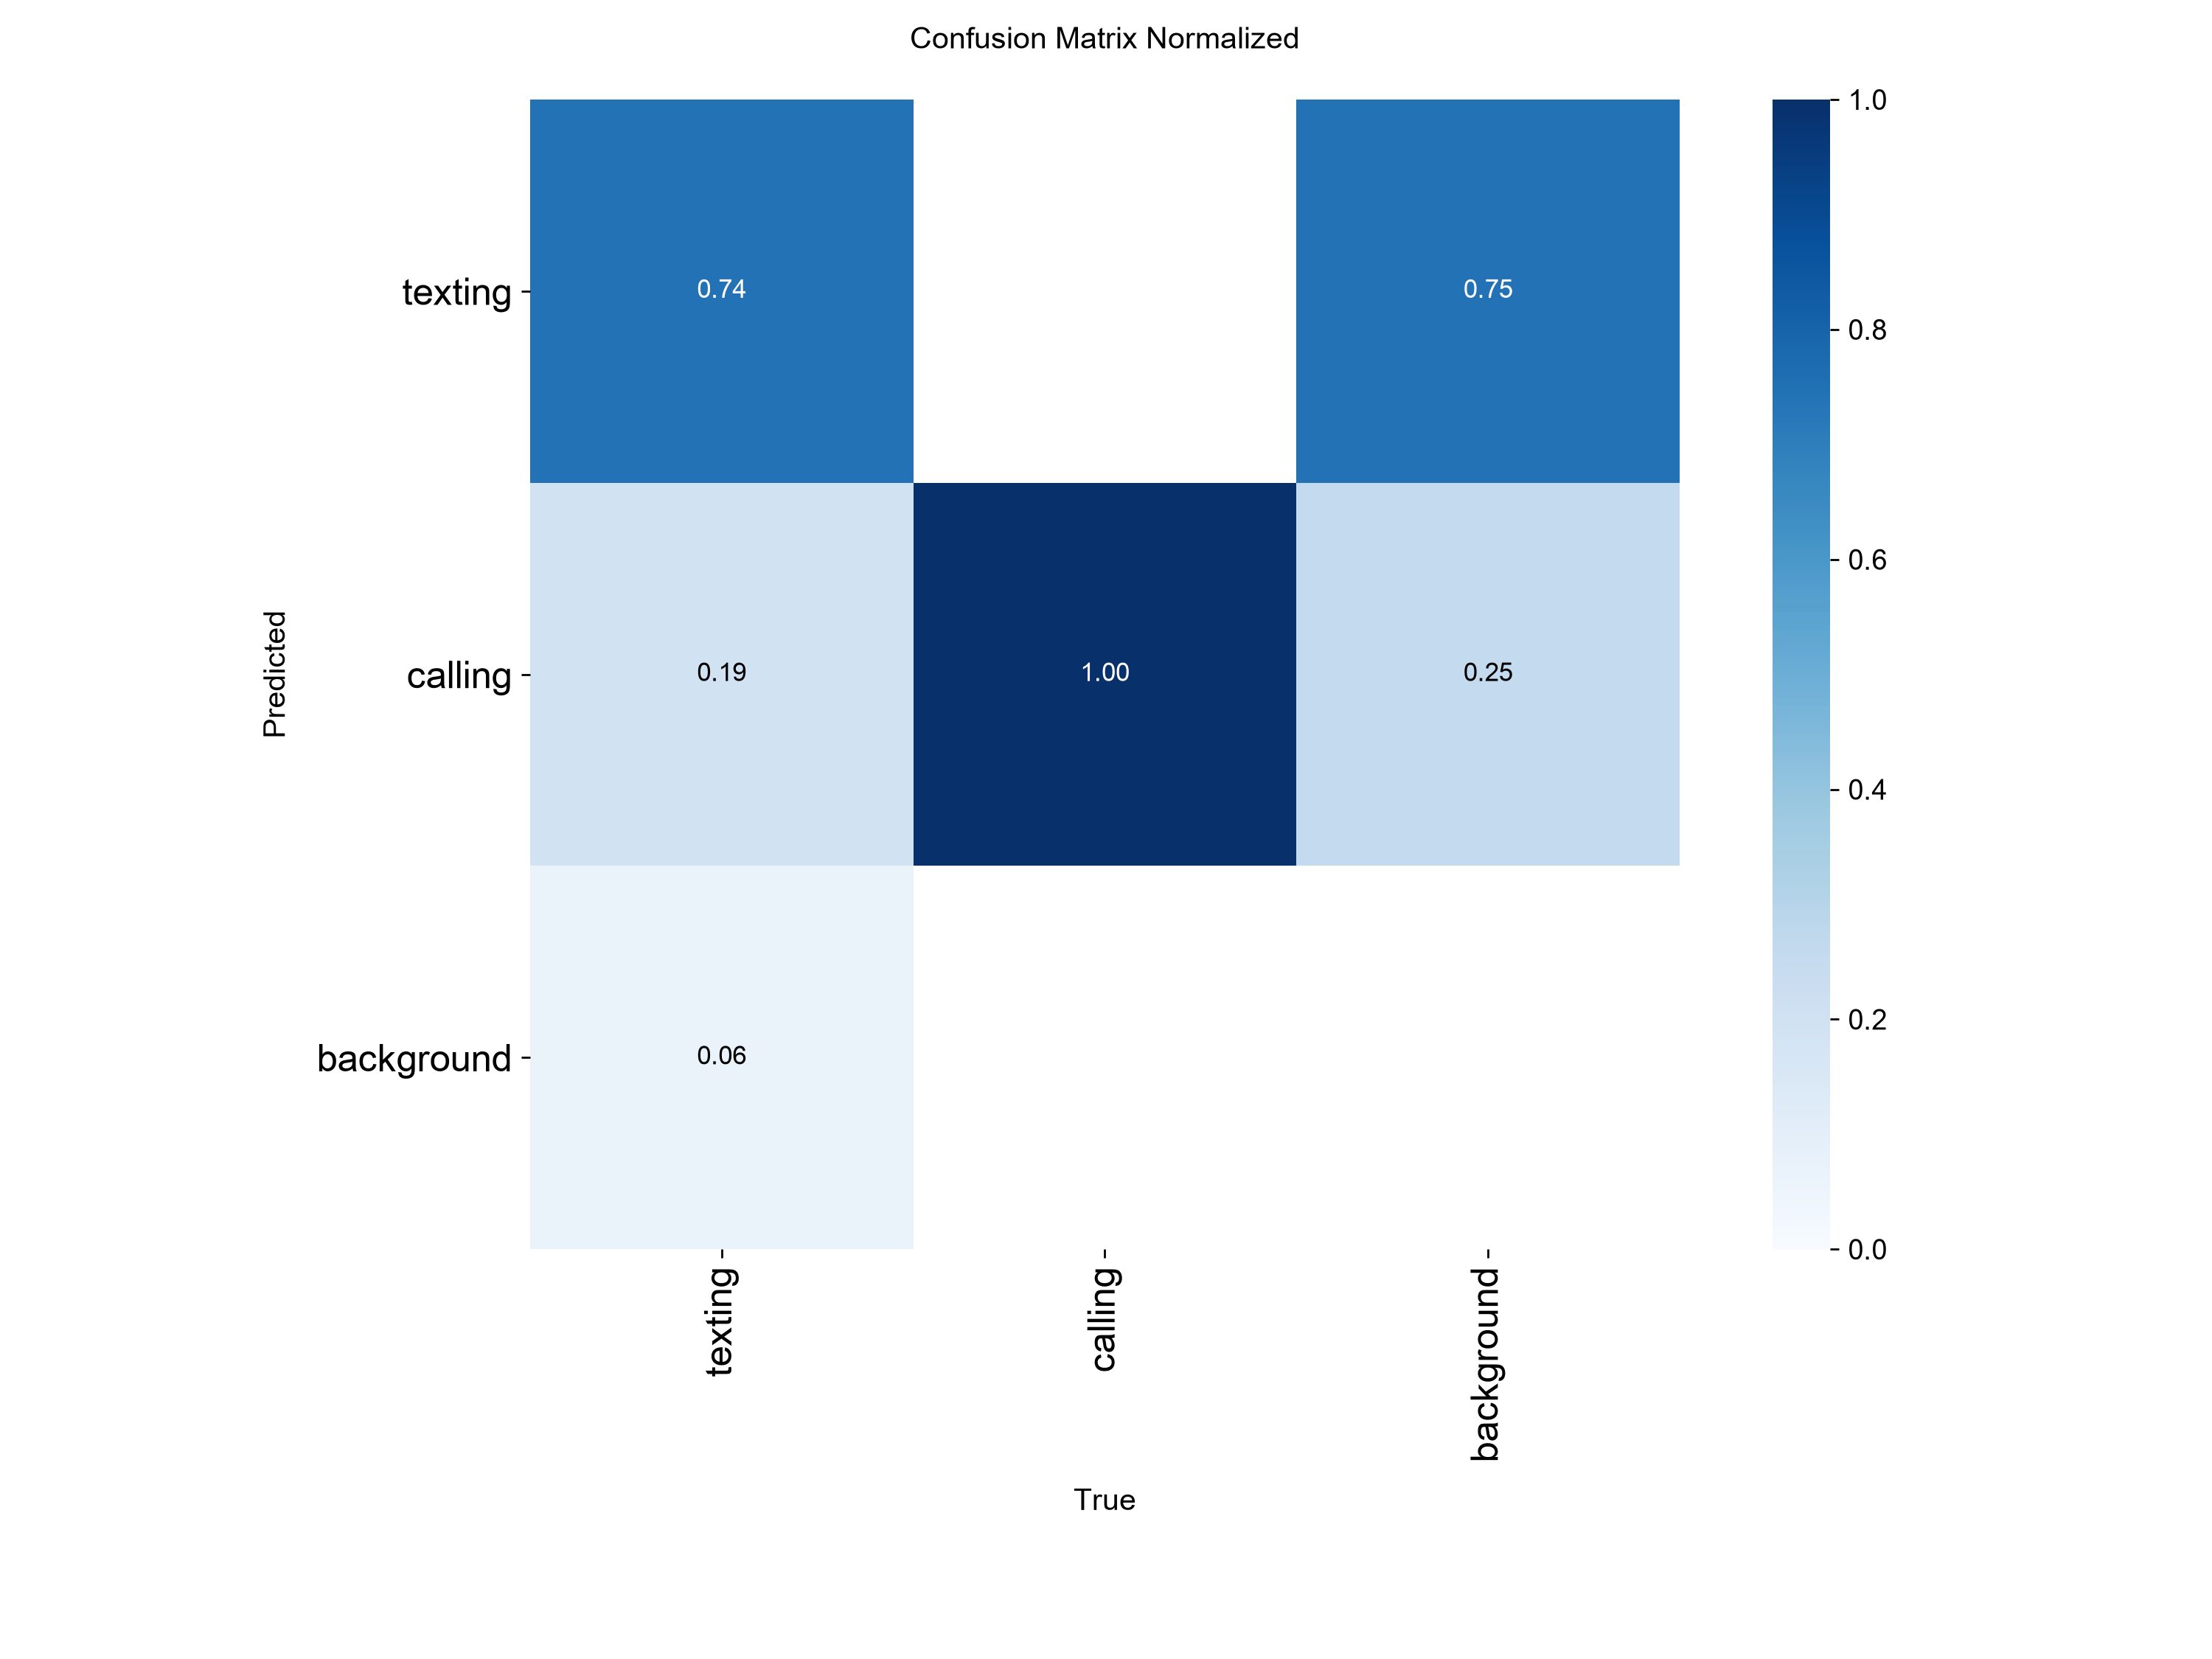 Confusion Matrix Normalized
1.0
texting
0.74
0.75
0.8
0.6
Predicted
calling
0.19
1.00
0.25
0.4
0.2
background
0.06
0.0
texting
calling
background
True